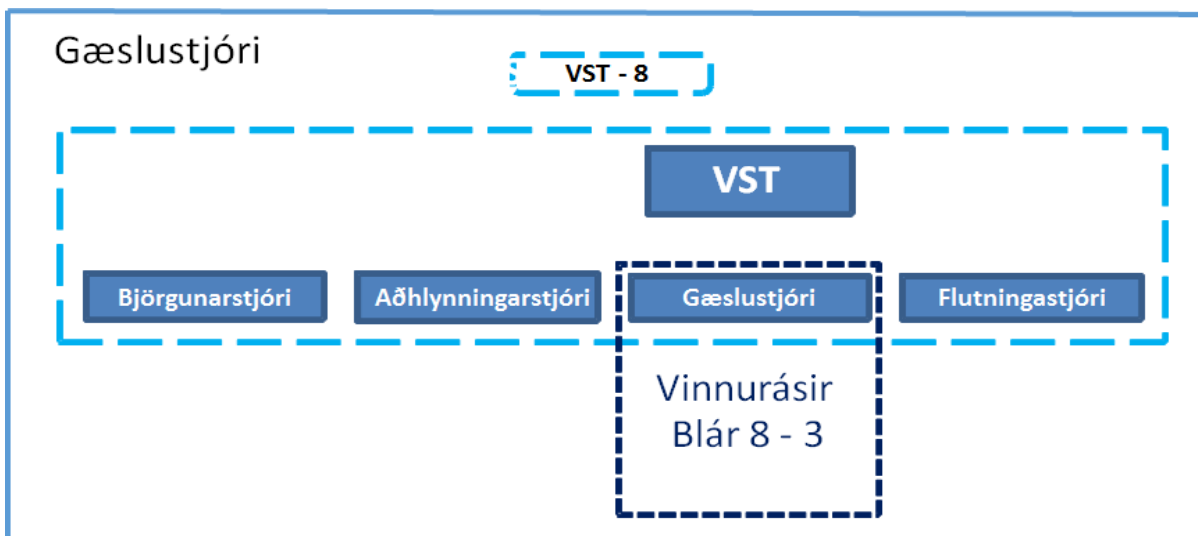 Gæslustjóri
VST - 8
VST
Björgunarstjóri
Aðhlynningarstjóri
Gæslustjóri
Flutningastjóri
Vinnurásir
Blár 8 - 3